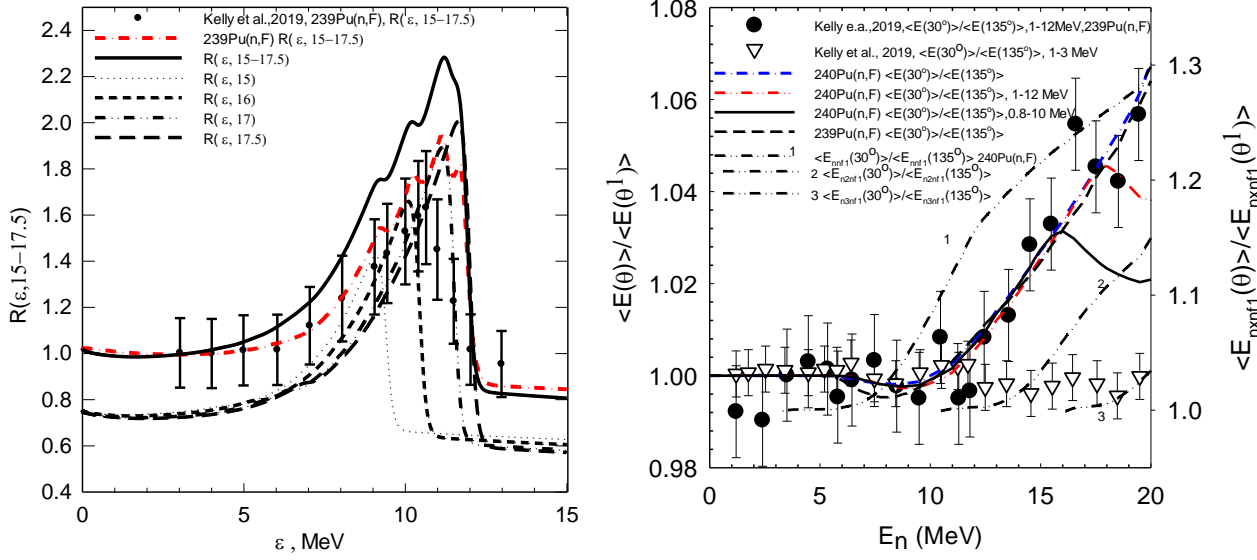 Kelly et al.,2019, 239Pu(n,F), R(ε, 15–17.5)
239Pu(n,F) R(ε, 15–17.5)
R(ε, 15–17.5)
R(ε, 15)
R(ε, 16)
R(ε, 17)
R(ε, 17.5)
R(ε,15–17.5)
2.4
2.2
2.0
1.8
1.6
1.4
1.2
1.0
0.8
0.6
0.4
0
5
10
15
ε , MeV
Kelly e.a.,2019,<E(30°)/<E(135°)>,1-12MeV,239Pu(n,F)
Kelly et al., 2019, <E(30°)>/<E(135°)>, 1-3 MeV
240Pu(n,F) <E(30°)>/<E(135°)>
240Pu(n,F) <E(30°)>/<E(135°)>, 1-12 MeV
240Pu(n,F) <E(30°)>/<E(135°)>,0.8-10 MeV
239Pu(n,F) <E(30°)>/<E(135°)>
1 <Ennf1(30°)>/<Ennf1(135°)> 240Pu(n,F)
2 <En2nf1(30°)>/<En2nf1(135°)>
3 <En3nf1(30°)>/<En3nf1(135°)>
1
2
3
<E(θ)>/<E(θ¹)>
1.08
1.06
1.04
1.02
1.00
0.98
0
5
10
15
20
En (MeV)
1.3
1.2
1.1
1.0
<Enxnf1(θ)>/<Enxnf1(θ¹)>